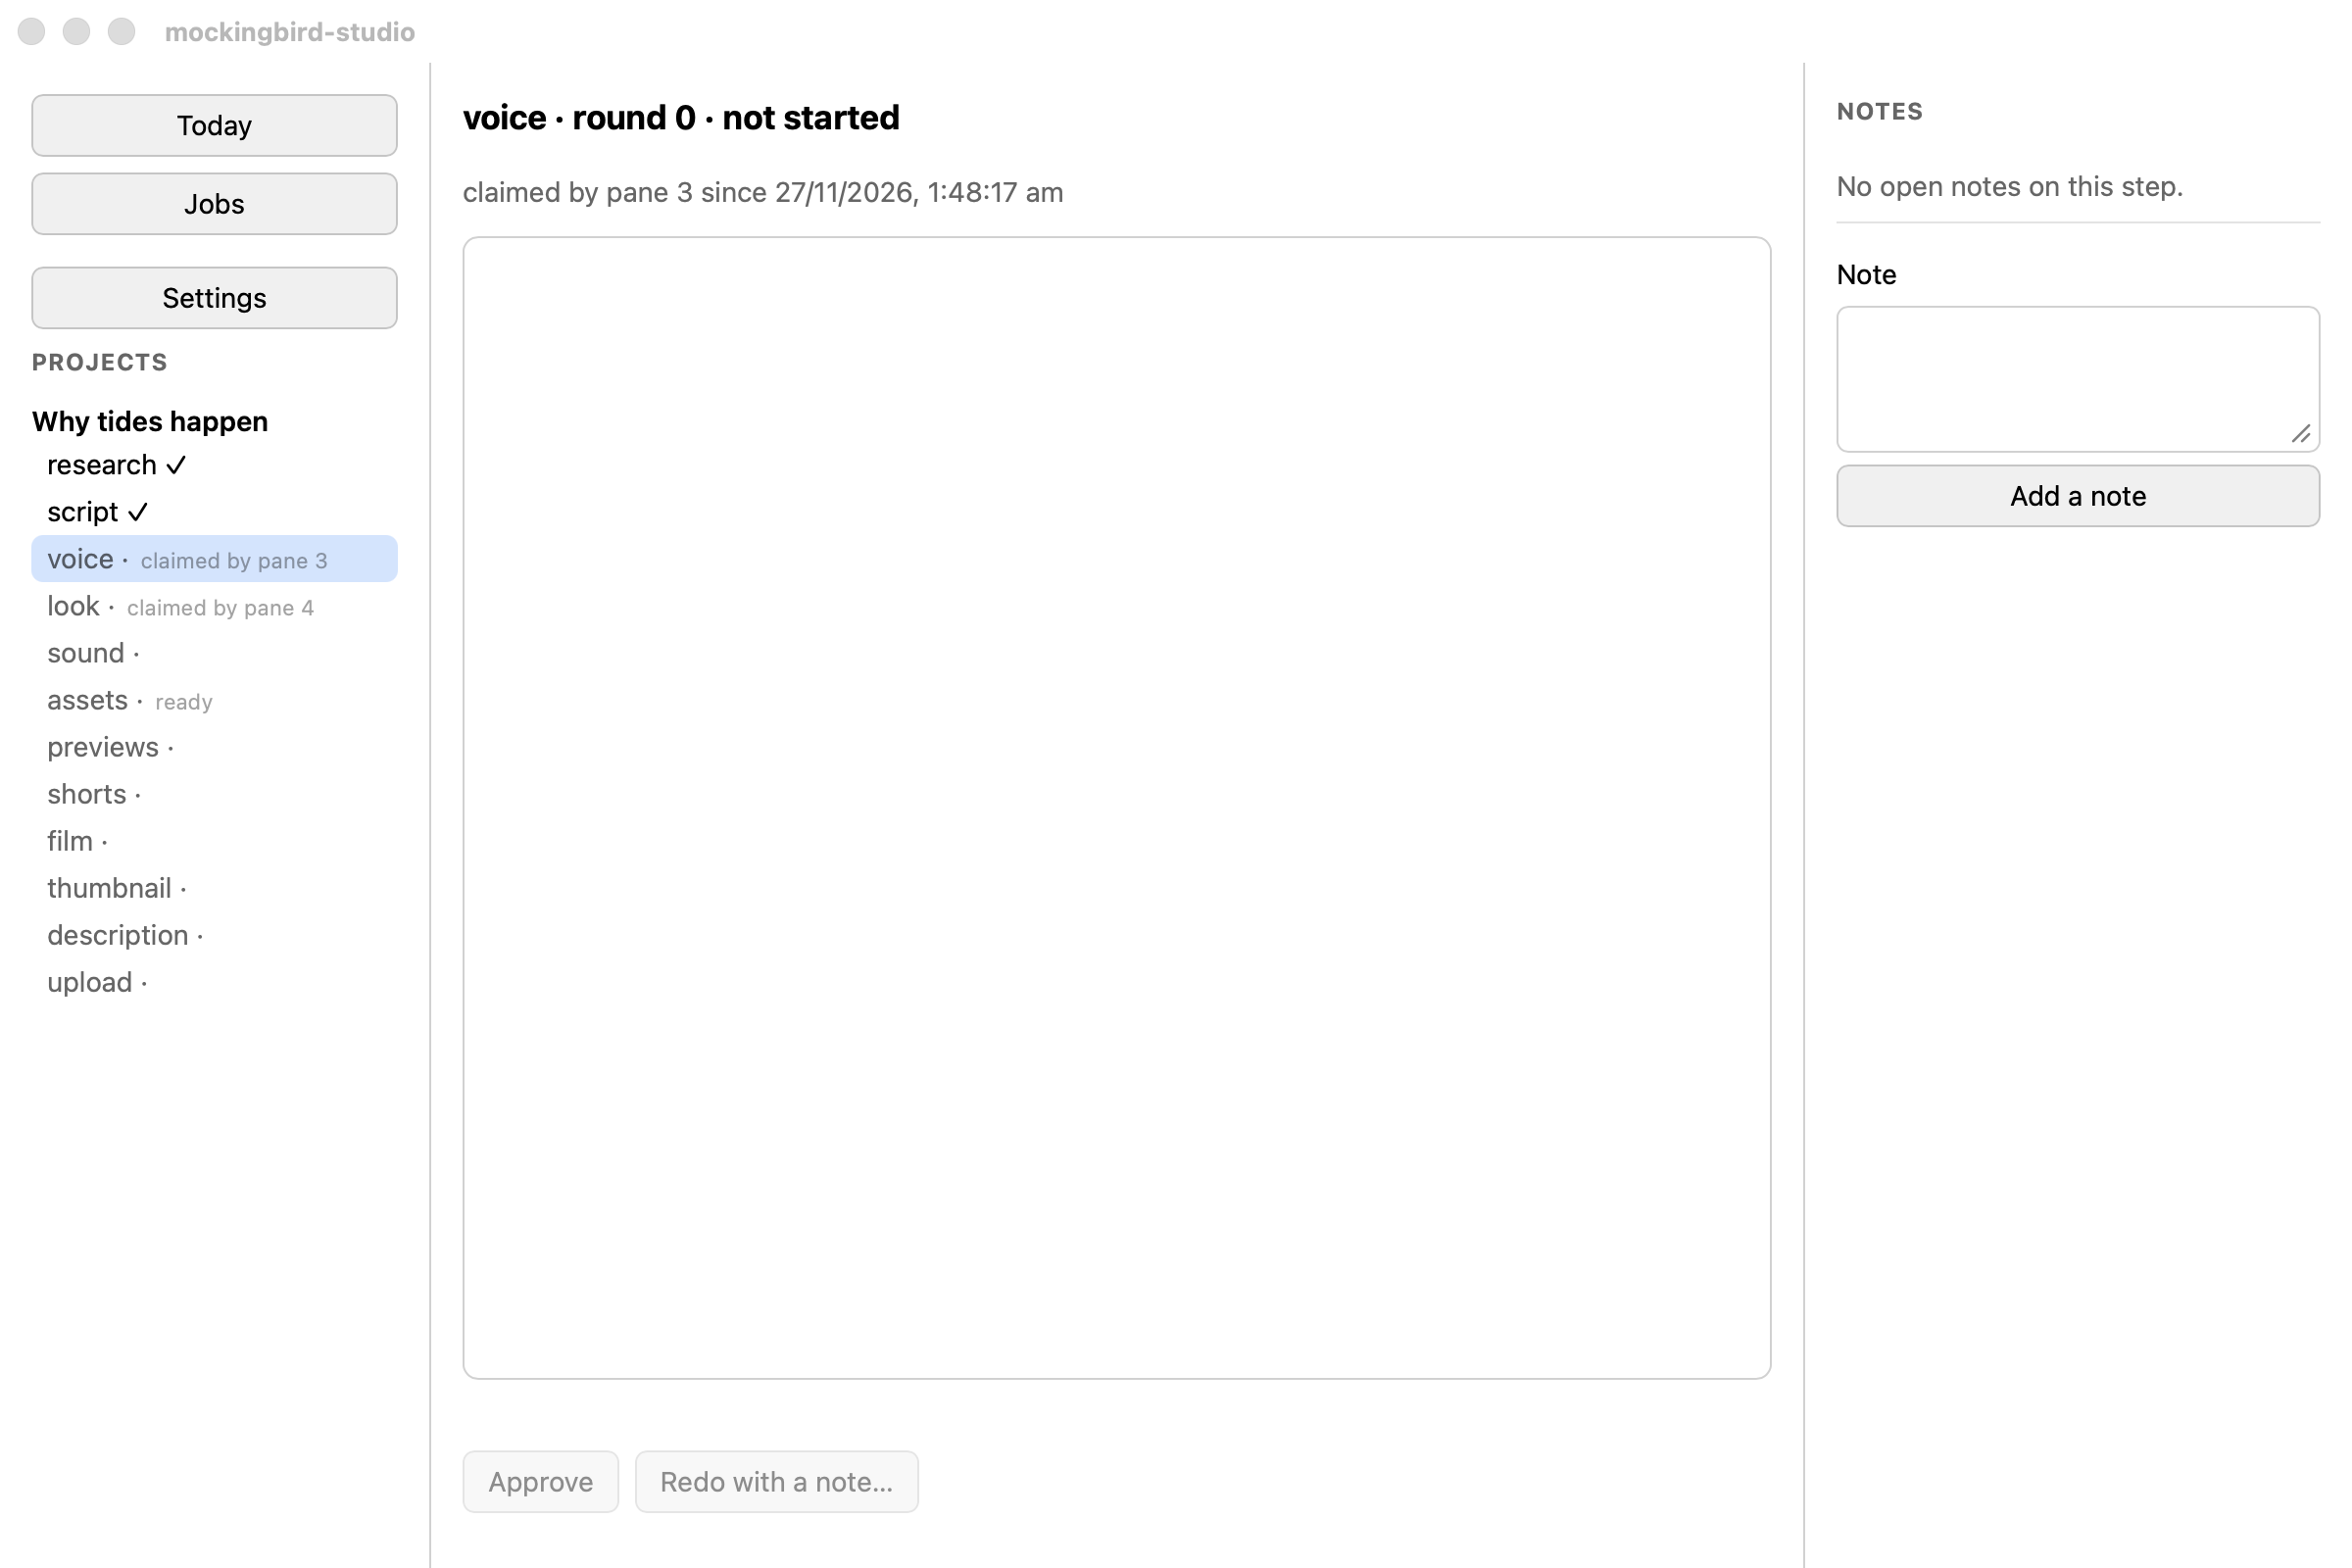 mockingbird-studio
Today
Jobs
Settings
PROJECTS
Why tides happen
research ✓
script ✓
voice · claimed by pane 3
look · claimed by pane 4
sound ·
assets · ready
previews ·
shorts ·
film ·
thumbnail ·
description ·
upload ·
voice · round 0 · not started
claimed by pane 3 since 27/11/2026, 1:48:17 am
Approve
Redo with a note...
NOTES
No open notes on this step.
Note
Add a note